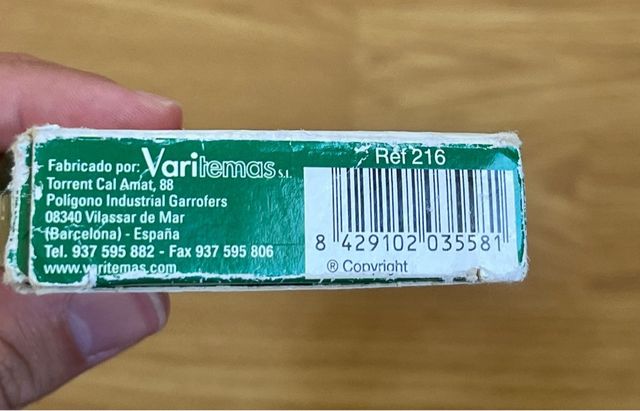 Fabricado por: Varitemas S.L.
Torrent Cal Amat, 88
Polígono Industrial Garrofers
08340 Vilassar de Mar
(Barcelona) - España
Tel. 937 595 882 - Fax 937 595 806
www.varitemas.com
Ref 216
8 429102 035581
® Copyright